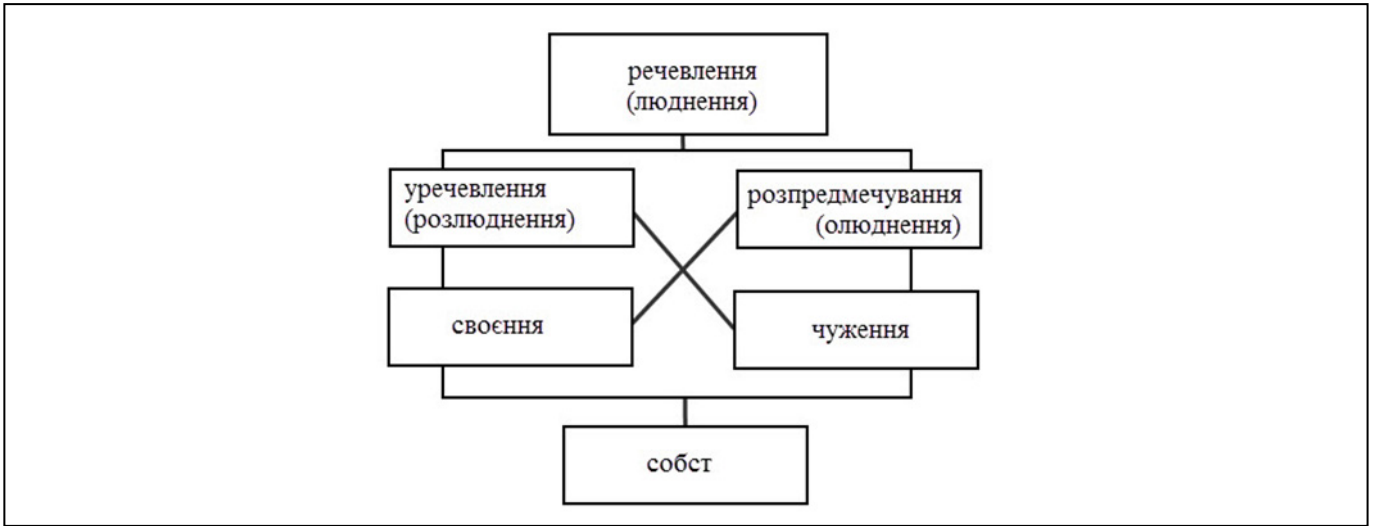 речевлення
(люднення)
уречевлення
(розлюднення)
розпредмечування
(олюднення)
своєння
чуження
собст